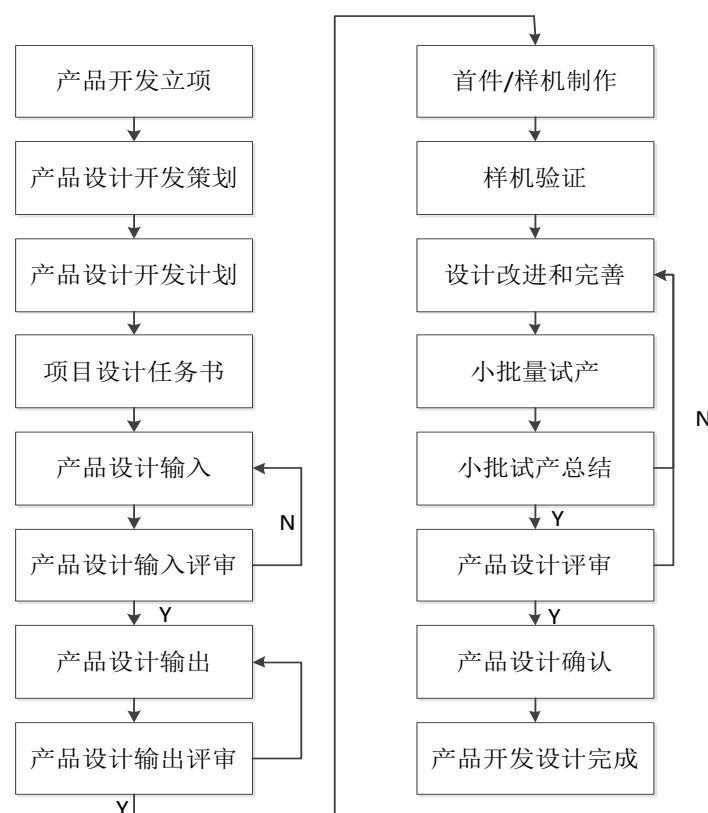 产品开发立项
产品设计开发策划
产品设计开发计划
项目设计任务书
产品设计输入
N
产品设计输入评审
Y
产品设计输出
产品设计输出评审
Y
首件/样机制作
样机验证
设计改进和完善
小批量试产
N
小批试产总结
Y
产品设计评审
Y
产品设计确认
产品开发设计完成